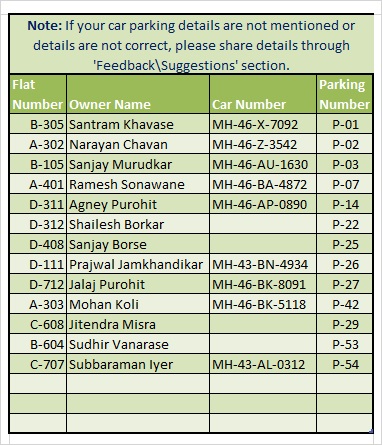 Note: If your car parking details are not mentioned or
details are not correct, please share details through
'Feedback\Suggestions' section.
Flat Number Owner Name Car Number Parking Number
B-305 Santram Khavase MH-46-X-7092 P-01
A-302 Narayan Chavan MH-46-Z-3542 P-02
B-105 Sanjay Murudkar MH-46-AU-1630 P-03
A-401 Ramesh Sonawane MH-46-BA-4872 P-07
D-311 Agney Purohit MH-46-AP-0890 P-14
D-312 Shailesh Borkar P-22
D-408 Sanjay Borse P-25
D-111 Prajwal Jamkhandikar MH-43-BN-4934 P-26
D-712 Jalaj Purohit MH-46-BK-8091 P-27
A-303 Mohan Koli MH-46-BK-5118 P-42
C-608 Jitendra Misra P-29
B-604 Sudhir Vanarase P-53
C-707 Subbaraman Iyer MH-43-AL-0312 P-54